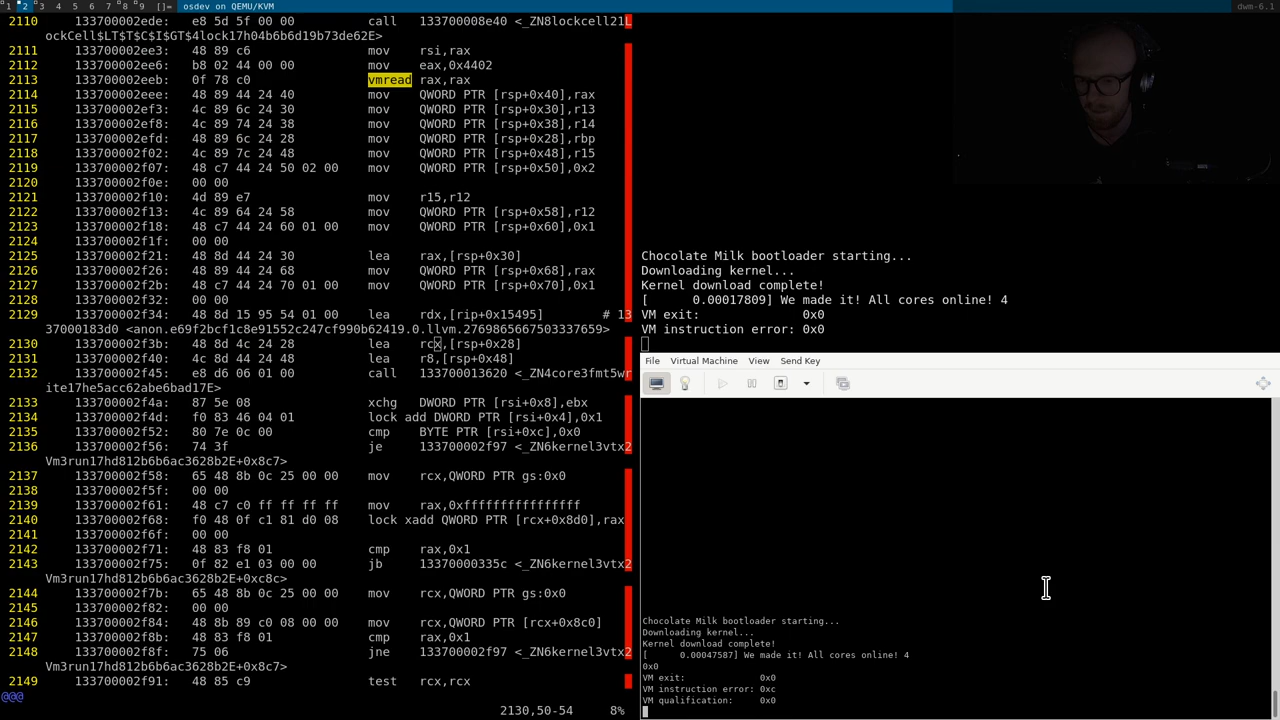 1 2 3 4 5 6 7 8 9 []= osdev on QEMU/KVM dwm-6.1
2110 133700002ede: e8 5d 5f 00 00 call 133700008e40 <_ZN8lockcell21L
ockCell$LT$T$C$I$GT$4lock17h04b6b6d19b73de62E>
2111 133700002ee3: 48 89 c6 mov rsi,rax
2112 133700002ee6: b8 02 44 00 00 mov eax,0x4402
2113 133700002eeb: 0f 78 c0 vmread rax,rax
2114 133700002eee: 48 89 44 24 40 mov QWORD PTR [rsp+0x40],rax
2115 133700002ef3: 4c 89 6c 24 30 mov QWORD PTR [rsp+0x30],r13
2116 133700002ef8: 4c 89 74 24 38 mov QWORD PTR [rsp+0x38],r14
2117 133700002efd: 48 89 6c 24 28 mov QWORD PTR [rsp+0x28],rbp
2118 133700002f02: 4c 89 7c 24 48 mov QWORD PTR [rsp+0x48],r15
2119 133700002f07: 48 c7 44 24 50 02 00 mov QWORD PTR [rsp+0x50],0x2
2120 133700002f0e: 00 00
2121 133700002f10: 4d 89 e7 mov r15,r12
2122 133700002f13: 4c 89 64 24 58 mov QWORD PTR [rsp+0x58],r12
2123 133700002f18: 48 c7 44 24 60 01 00 mov QWORD PTR [rsp+0x60],0x1
2124 133700002f1f: 00 00
2125 133700002f21: 48 8d 44 24 30 lea rax,[rsp+0x30]
2126 133700002f26: 48 89 44 24 68 mov QWORD PTR [rsp+0x68],rax
2127 133700002f2b: 48 c7 44 24 70 01 00 mov QWORD PTR [rsp+0x70],0x1
2128 133700002f32: 00 00
2129 133700002f34: 48 8d 15 95 54 01 00 lea rdx,[rip+0x15495] # 13
37000183d0 <anon.e69f2bcf1c8e91552c247cf990b62419.0.llvm.2769865667503337659>
2130 133700002f3b: 48 8d 4c 24 28 lea rcx,[rsp+0x28]
2131 133700002f40: 4c 8d 44 24 48 lea r8,[rsp+0x48]
2132 133700002f45: e8 d6 06 01 00 call 133700013620 <_ZN4core3fmt5wr
ite17he5acc62abe6bad17E>
2133 133700002f4a: 87 5e 08 xchg DWORD PTR [rsi+0x8],ebx
2134 133700002f4d: f0 83 46 04 01 lock add DWORD PTR [rsi+0x4],0x1
2135 133700002f52: 80 7e 0c 00 cmp BYTE PTR [rsi+0xc],0x0
2136 133700002f56: 74 3f je 133700002f97 <_ZN6kernel3vtx2
Vm3run17hd812b6b6ac3628b2E+0x8c7>
2137 133700002f58: 65 48 8b 0c 25 00 00 mov rcx,QWORD PTR gs:0x0
2138 133700002f5f: 00 00
2139 133700002f61: 48 c7 c0 ff ff ff ff mov rax,0xffffffffffffffff
2140 133700002f68: f0 48 0f c1 81 d0 08 lock xadd QWORD PTR [rcx+0x8d0],rax
2141 133700002f6f: 00 00
2142 133700002f71: 48 83 f8 01 cmp rax,0x1
2143 133700002f75: 0f 82 e1 03 00 00 jb 13370000335c <_ZN6kernel3vtx2
Vm3run17hd812b6b6ac3628b2E+0xc8c>
2144 133700002f7b: 65 48 8b 0c 25 00 00 mov rcx,QWORD PTR gs:0x0
2145 133700002f82: 00 00
2146 133700002f84: 48 8b 89 c0 08 00 00 mov rcx,QWORD PTR [rcx+0x8c0]
2147 133700002f8b: 48 83 f8 01 cmp rax,0x1
2148 133700002f8f: 75 06 jne 133700002f97 <_ZN6kernel3vtx2
Vm3run17hd812b6b6ac3628b2E+0x8c7>
2149 133700002f91: 48 85 c9 test rcx,rcx
@@@
2130,50-54 8%
Chocolate Milk bootloader starting...
Downloading kernel...
Kernel download complete!
[ 0.00017809] We made it! All cores online! 4
VM exit: 0x0
VM instruction error: 0x0
File Virtual Machine View Send Key
Chocolate Milk bootloader starting...
Downloading kernel...
Kernel download complete!
[ 0.00047587] We made it! All cores online! 4
0x0
VM exit: 0x0
VM instruction error: 0xc
VM qualification: 0x0